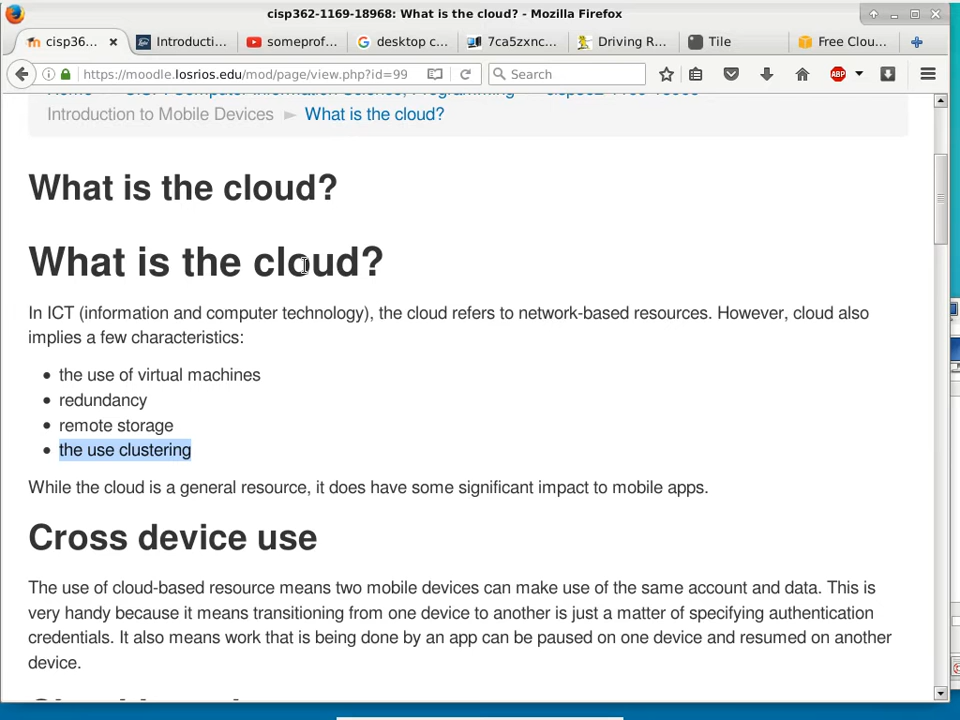 cisp362-1169-18968: What is the cloud? - Mozilla Firefox
cisp36... Introducti... someprof... desktop c... 7ca5zxnc... Driving R... Tile Free Clou...
https://moodle.losrios.edu/mod/page/view.php?id=99 Search ABP
Introduction to Mobile Devices ► What is the cloud?
What is the cloud?
What is the cloud?
In ICT (information and computer technology), the cloud refers to network-based resources. However, cloud also
implies a few characteristics:
• the use of virtual machines
• redundancy
• remote storage
• the use clustering
While the cloud is a general resource, it does have some significant impact to mobile apps.
Cross device use
The use of cloud-based resource means two mobile devices can make use of the same account and data. This is
very handy because it means transitioning from one device to another is just a matter of specifying authentication
credentials. It also means work that is being done by an app can be paused on one device and resumed on another
device.